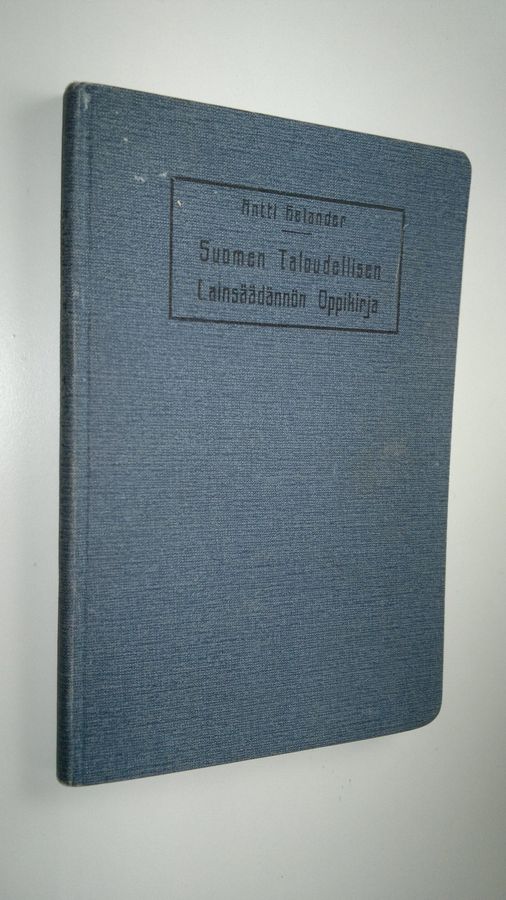 Antti Helander
Suomen Taloudellisen
Lainsäädännön Oppikirja